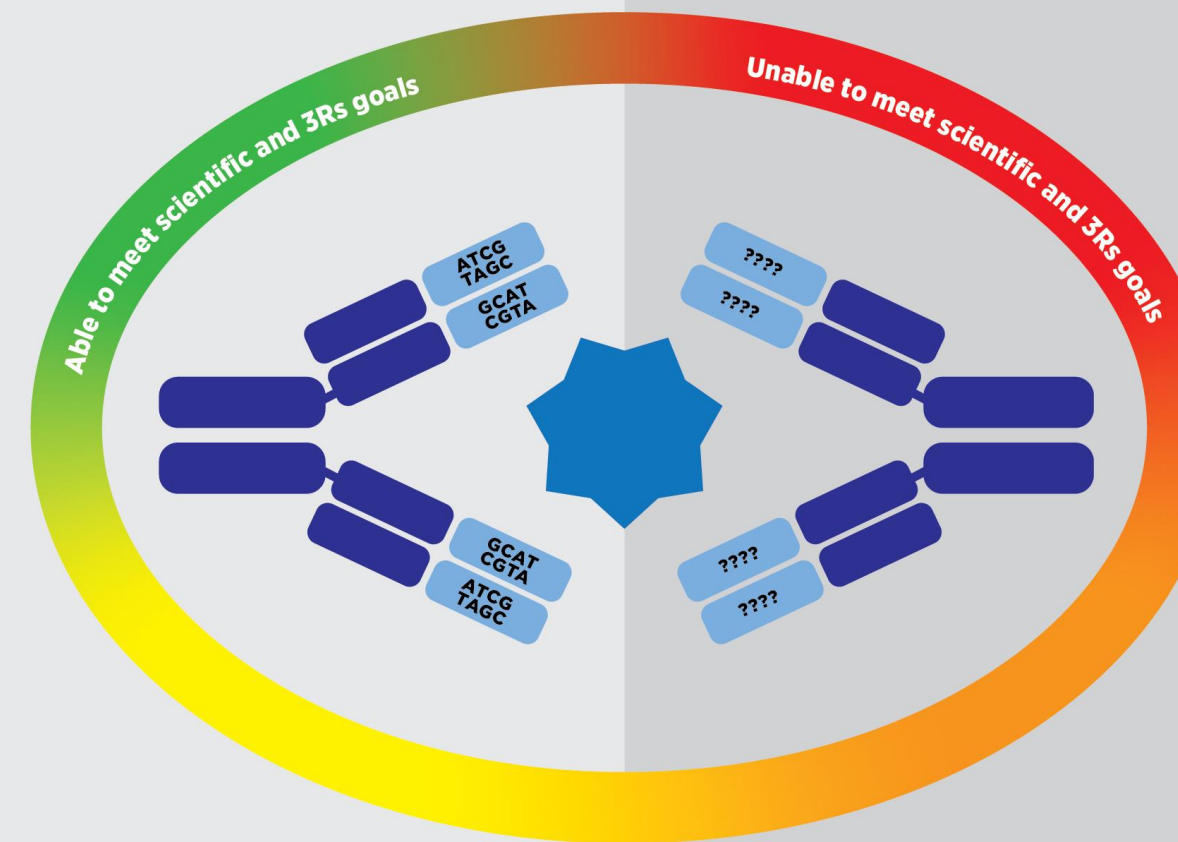 Able to meet scientific and 3Rs goals
Unable to meet scientific and 3Rs goals
ATCG
TAGC
GCAT
CGTA
????
????
GCAT
CGTA
ATCG
TAGC
????
????